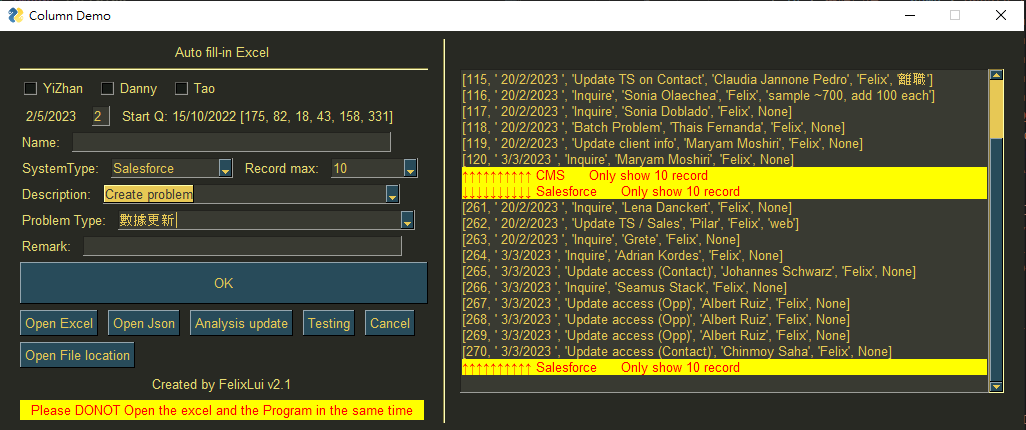 Column Demo
Auto fill-in Excel
YiZhan Danny Tao
2/5/2023 2 Start Q: 15/10/2022 [175, 82, 18, 43, 158, 331]
Name:
SystemType: Salesforce Record max: 10
Description: Create problem
Problem Type: 數據更新
Remark:
OK
Open Excel Open Json Analysis update Testing Cancel
Open File location
Created by FelixLui v2.1
Please DONOT Open the excel and the Program in the same time
[115, ' 20/2/2023 ', 'Update TS on Contact', 'Claudia Jannone Pedro', 'Felix', '離職']
[116, ' 20/2/2023 ', 'Inquire', 'Sonia Olaechea', 'Felix', 'sample ~700, add 100 each']
[117, ' 20/2/2023 ', 'Inquire', 'Sonia Doblado', 'Felix', None]
[118, ' 20/2/2023 ', 'Batch Problem', 'Thais Fernanda', 'Felix', None]
[119, ' 20/2/2023 ', 'Update client info', 'Maryam Moshiri', 'Felix', None]
[120, ' 3/3/2023 ', 'Inquire', 'Maryam Moshiri', 'Felix', None]
↑↑↑↑↑↑↑↑↑↑ CMS Only show 10 record
↓↓↓↓↓↓↓↓↓↓ Salesforce Only show 10 record
[261, ' 20/2/2023 ', 'Inquire', 'Lena Danckert', 'Felix', None]
[262, ' 20/2/2023 ', 'Update TS / Sales', 'Pilar', 'Felix', 'web']
[263, ' 20/2/2023 ', 'Inquire', 'Grete', 'Felix', None]
[264, ' 3/3/2023 ', 'Inquire', 'Adrian Kordes', 'Felix', None]
[265, ' 3/3/2023 ', 'Update access (Contact)', 'Johannes Schwarz', 'Felix', None]
[266, ' 3/3/2023 ', 'Inquire', 'Seamus Stack', 'Felix', None]
[267, ' 3/3/2023 ', 'Update access (Opp)', 'Albert Ruiz', 'Felix', None]
[268, ' 3/3/2023 ', 'Update access (Opp)', 'Albert Ruiz', 'Felix', None]
[269, ' 3/3/2023 ', 'Update access (Opp)', 'Albert Ruiz', 'Felix', None]
[270, ' 3/3/2023 ', 'Update access (Contact)', 'Chinmoy Saha', 'Felix', None]
↑↑↑↑↑↑↑↑↑↑ Salesforce Only show 10 record